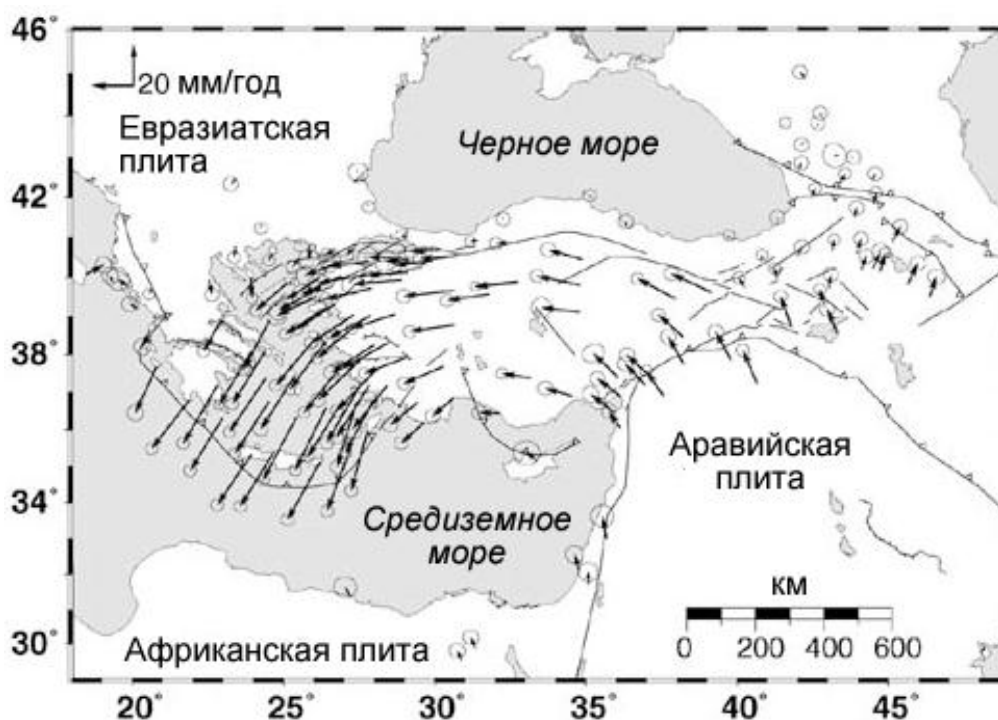 46°
42°
38°
34°
30°
20 мм/год
Евразиатская
плита
Черное море
Аравийская
плита
Средиземное
море
км
0 200 400 600
Африканская плита
20° 25° 30° 35° 40° 45°